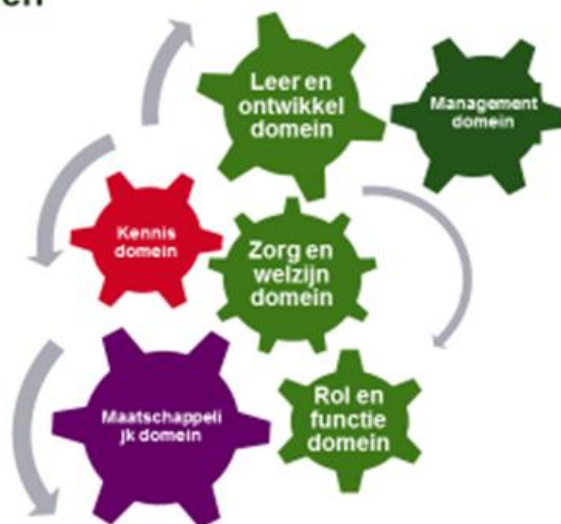 en
Leer en
ontwikkel
domein
Management
domein
Kennis
domein
Zorg en
welzijn
domein
Maatschappeli
jk domein
Rol en
functie
domein